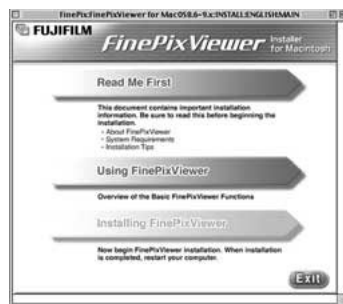 FinePix:FinePixViewer for MacOS8.6-9.x:INSTALL:ENGLISH:MAIN
FUJIFILM
FinePixViewer Installer for Macintosh
Read Me First
This document contains important installation
information. Be sure to read this before beginning the
installation.
- About FinePixViewer
- System Requirements
- Installation Tips
Using FinePixViewer
Overview of the Basic FinePixViewer Functions
Installing FinePixViewer
Now begin FinePixViewer installation. When installation
is completed, restart your computer.
Exit